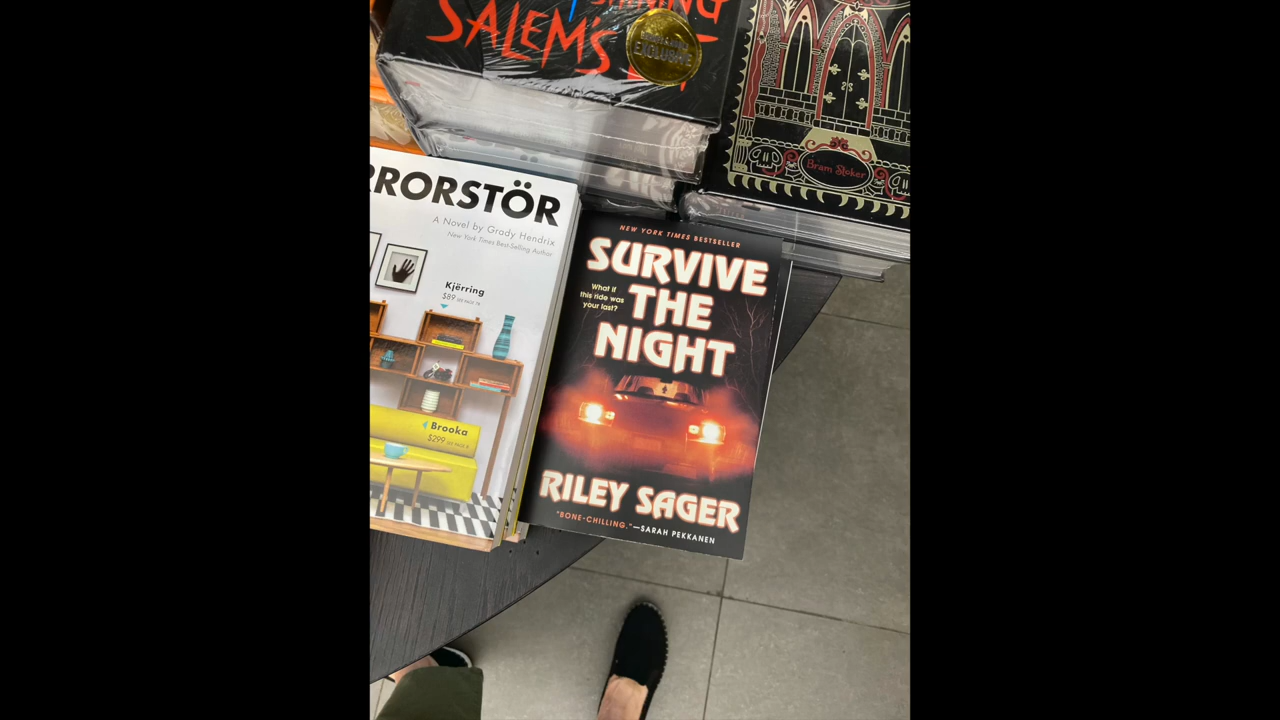 SHINING
SALEM'S
EXCLUSIVE
Bram Stoker
RRORSTÖR
A Novel by Grady Hendrix
New York Times Best-Selling Author
Kjërring
$89
Brooka
$299
NEW YORK TIMES BESTSELLER
SURVIVE
THE
NIGHT
What if
this ride was
your last?
RILEY SAGER
"BONE-CHILLING."—SARAH PEKKANEN